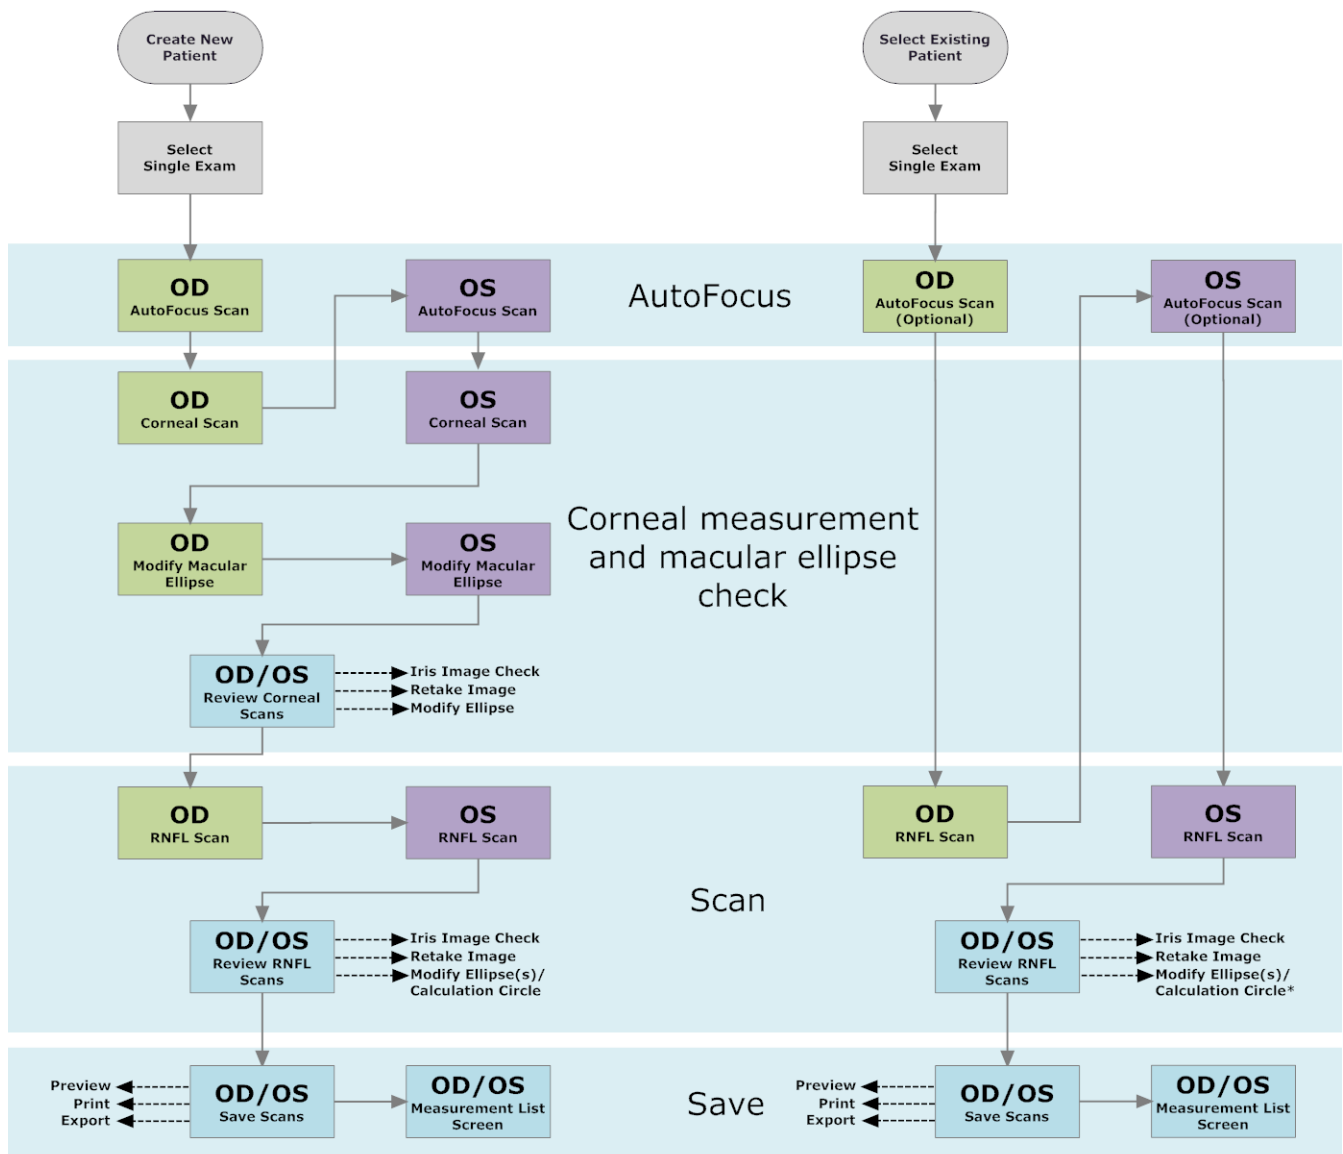 Create New
Patient
Select Existing
Patient
Select
Single Exam
Select
Single Exam
OD
AutoFocus Scan
OS
AutoFocus Scan
AutoFocus
OD
AutoFocus Scan
(Optional)
OS
AutoFocus Scan
(Optional)
OD
Corneal Scan
OS
Corneal Scan
Corneal measurement
and macular ellipse
check
OD
Modify Macular
Ellipse
OS
Modify Macular
Ellipse
OD/OS
Review Corneal
Scans
Iris Image Check
Retake Image
Modify Ellipse
OD
RNFL Scan
OS
RNFL Scan
OD
RNFL Scan
OS
RNFL Scan
Scan
OD/OS
Review RNFL
Scans
Iris Image Check
Retake Image
Modify Ellipse(s)/
Calculation Circle
OD/OS
Review RNFL
Scans
Iris Image Check
Retake Image
Modify Ellipse(s)/
Calculation Circle*
Preview
Print
Export
OD/OS
Save Scans
OD/OS
Measurement List
Screen
Save
Preview
Print
Export
OD/OS
Save Scans
OD/OS
Measurement List
Screen